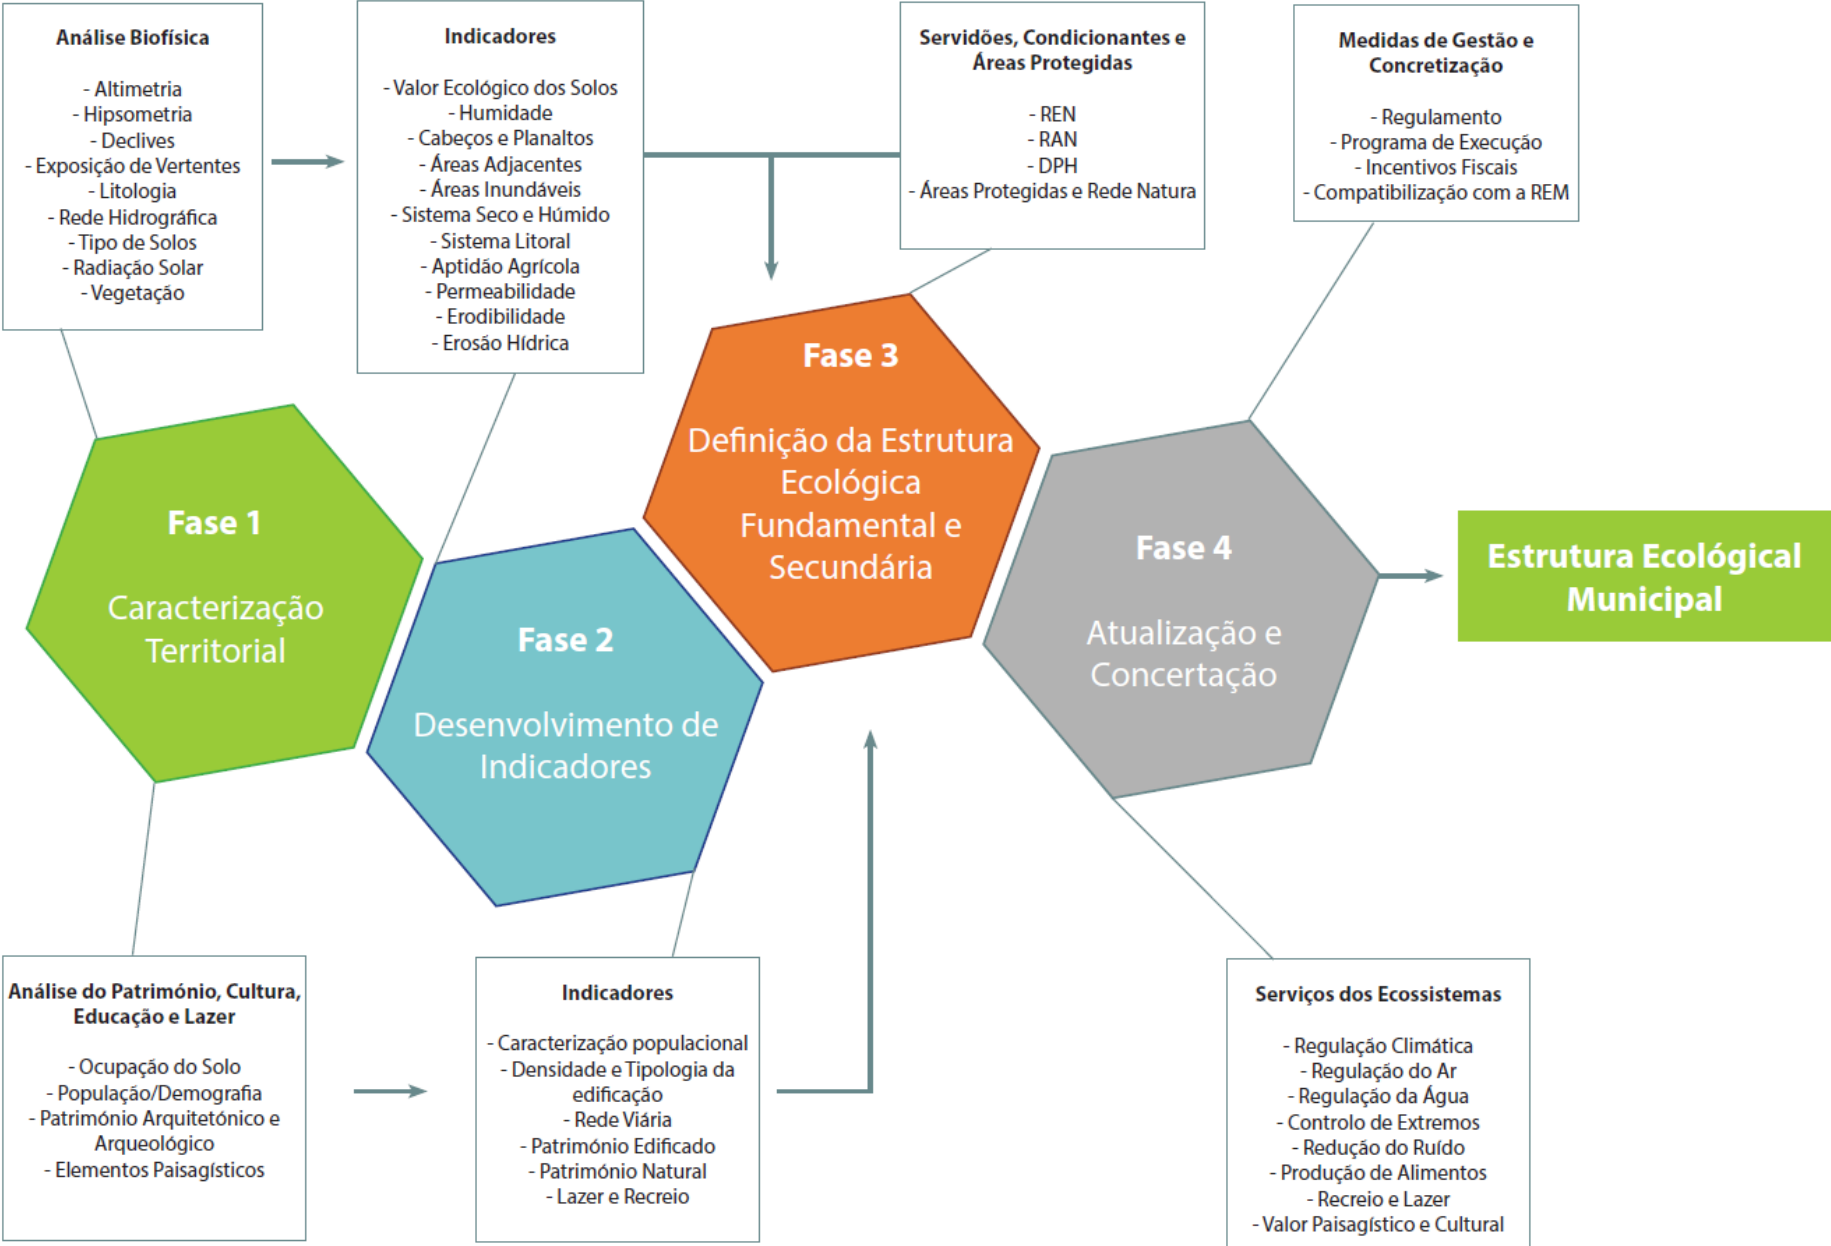 Análise Biofísica
- Altimetria
- Hipsometria
- Declives
- Exposição de Vertentes
- Litologia
- Rede Hidrográfica
- Tipo de Solos
- Radiação Solar
- Vegetação
Indicadores
- Valor Ecológico dos Solos
- Humidade
- Cabeços e Planaltos
- Áreas Adjacentes
- Áreas Inundáveis
- Sistema Seco e Húmido
- Sistema Litoral
- Aptidão Agrícola
- Permeabilidade
- Erodibilidade
- Erosão Hídrica
Servidões, Condicionantes e
Áreas Protegidas
- REN
- RAN
- DPH
- Áreas Protegidas e Rede Natura
Medidas de Gestão e
Concretização
- Regulamento
- Programa de Execução
- Incentivos Fiscais
- Compatibilização com a REM
Fase 1
Caracterização
Territorial
Fase 2
Desenvolvimento de
Indicadores
Fase 3
Definição da Estrutura
Ecológica
Fundamental e
Secundária
Fase 4
Atualização e
Concertação
Estrutura Ecológical
Municipal
Análise do Património, Cultura,
Educação e Lazer
- Ocupação do Solo
- População/Demografia
- Património Arquitetónico e
Arqueológico
- Elementos Paisagísticos
Indicadores
- Caracterização populacional
- Densidade e Tipologia da
edificação
- Rede Viária
- Património Edificado
- Património Natural
- Lazer e Recreio
Serviços dos Ecossistemas
- Regulação Climática
- Regulação do Ar
- Regulação da Água
- Controlo de Extremos
- Redução do Ruído
- Produção de Alimentos
- Recreio e Lazer
- Valor Paisagístico e Cultural